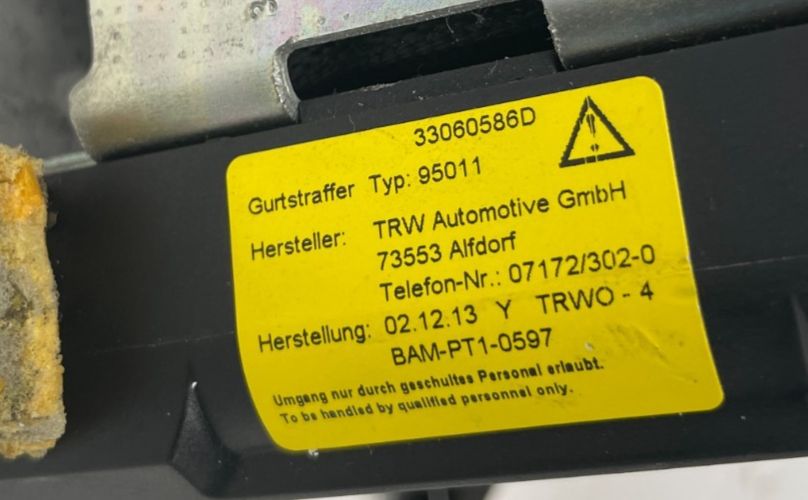 33060586D
Gurtstraffer Typ: 95011
Hersteller: TRW Automotive GmbH
73553 Alfdorf
Telefon-Nr.: 07172/302-0
Herstellung: 02.12.13 Y TRWO - 4
BAM-PT1-0597
Umgang nur durch geschultes Personal erlaubt.
To be handled by qualified personnel only.